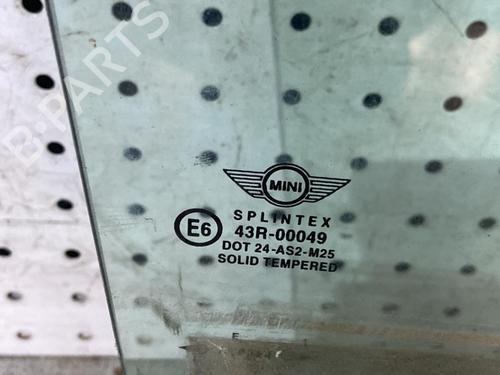 B-PARTS
MINI
SPLINTEX
E6
43R-00049
DOT 24-AS2-M25
SOLID TEMPERED